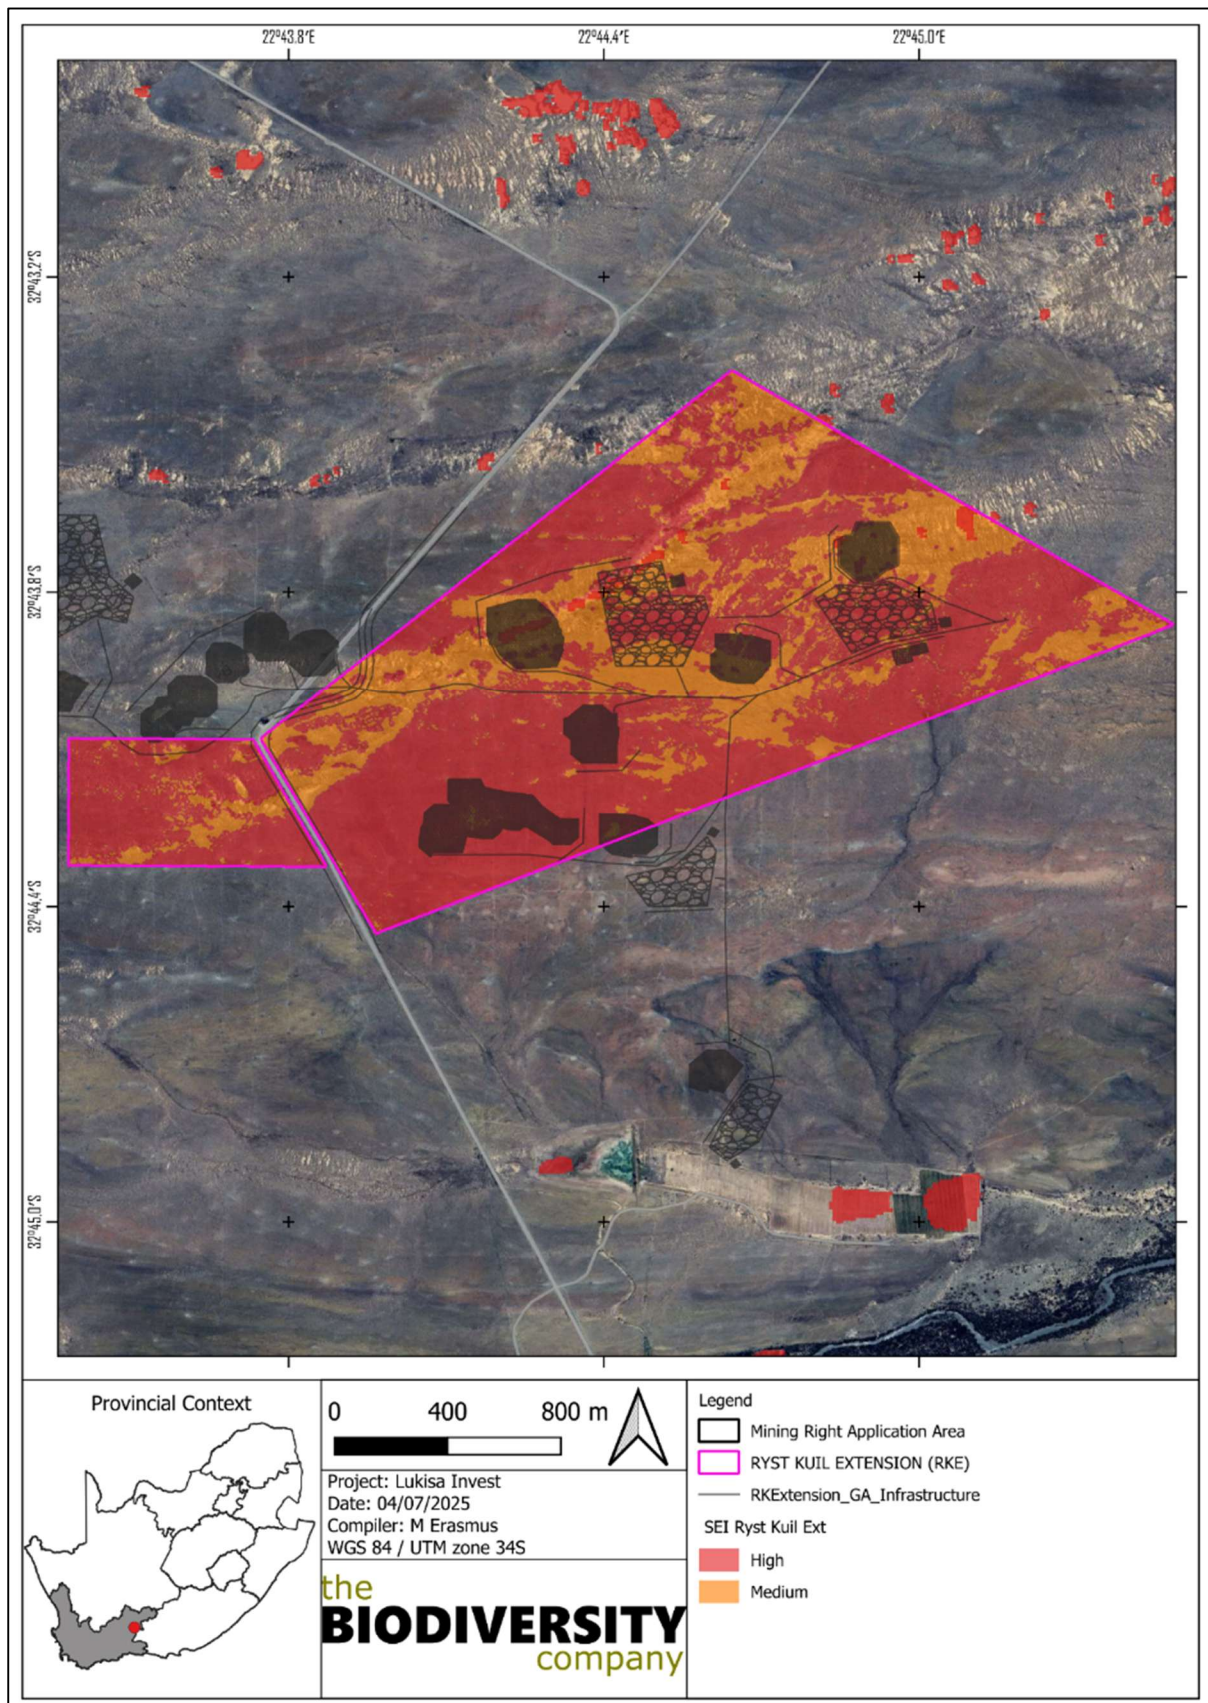 22°43.8'E 22°44.4'E 22°45.0'E
32°43.2'S
32°43.8'S
32°44.4'S
32°45.0'S
Provincial Context
0 400 800 m
Project: Lukisa Invest
Date: 04/07/2025
Compiler: M Erasmus
WGS 84 / UTM zone 34S
the
BIODIVERSITY
company
Legend
Mining Right Application Area
RYST KUIL EXTENSION (RKE)
RKExtension_GA_Infrastructure
SEI Ryst Kuil Ext
High
Medium